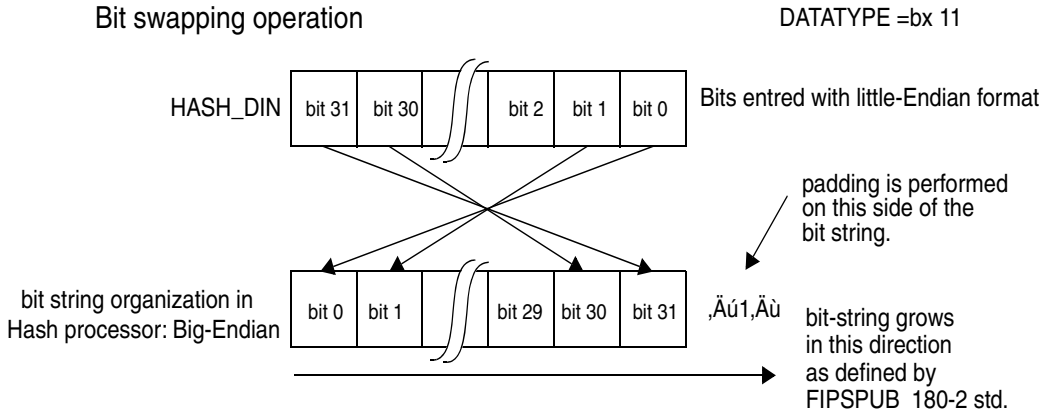 Bit swapping operation
DATATYPE =bx 11
HASH_DIN
bit 31 bit 30 bit 2 bit 1 bit 0
Bits entred with little-Endian format
padding is performed
on this side of the
bit string.
bit string organization in
Hash processor: Big-Endian
bit 0 bit 1 bit 29 bit 30 bit 31
‚Äú1‚Äù
bit-string grows
in this direction
as defined by
FIPSPUB 180-2 std.